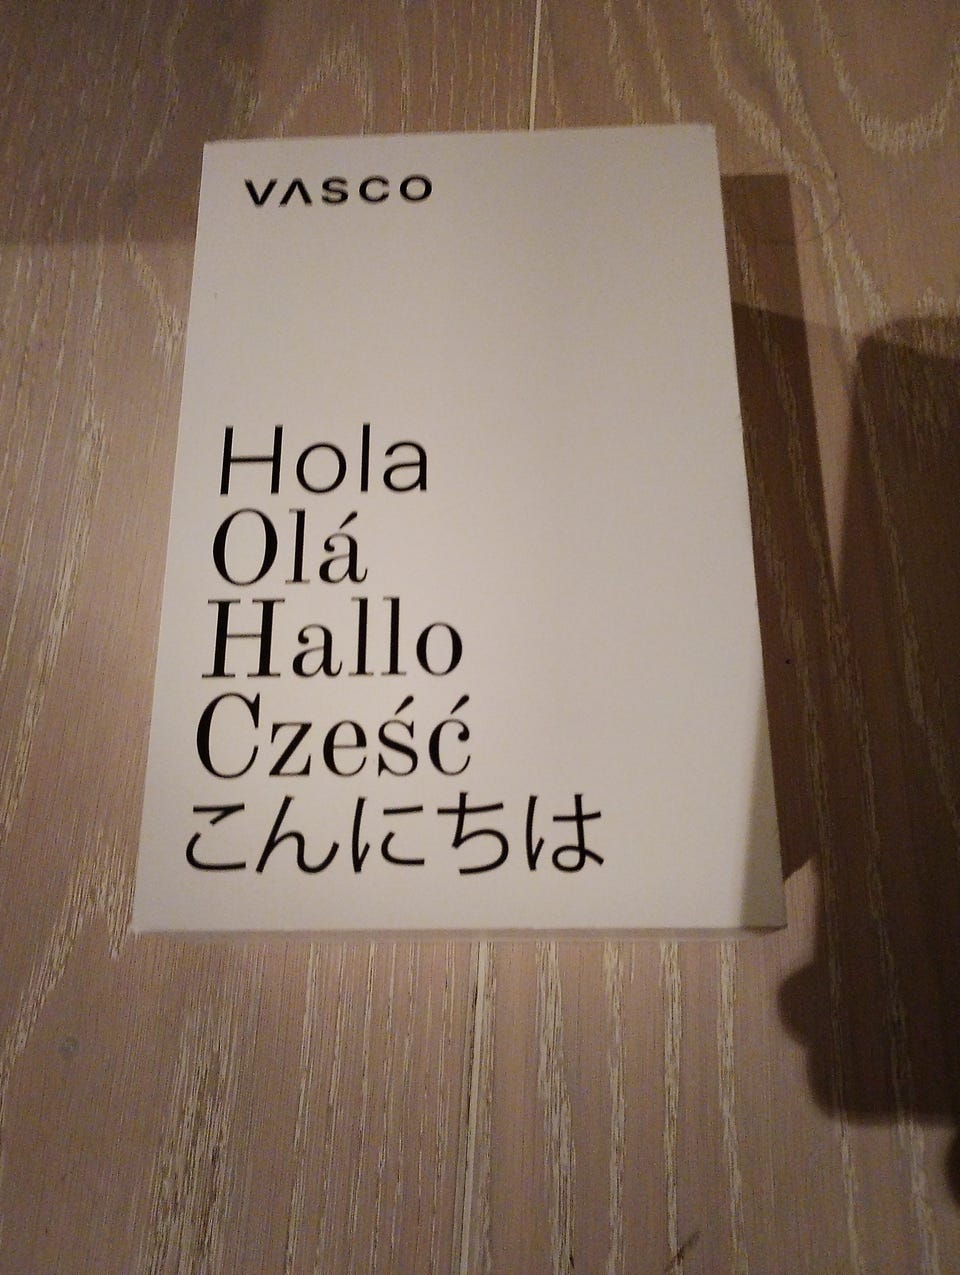 VASCO
Hola
Olá
Hallo
Cześć
こんにちは